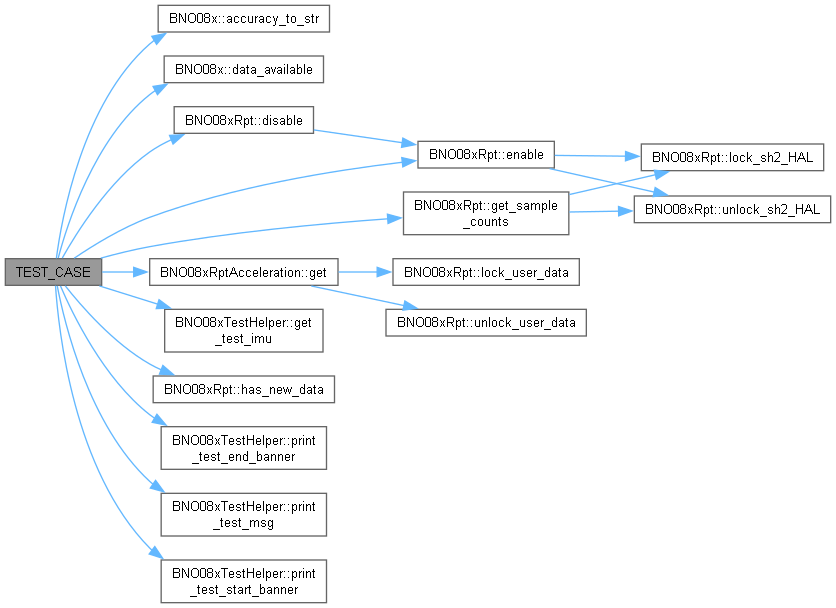 BNO08x::accuracy_to_str
BNO08x::data_available
BNO08xRpt::disable
BNO08xRpt::enable
BNO08xRpt::lock_sh2_HAL
BNO08xRpt::get_sample
_counts
BNO08xRpt::unlock_sh2_HAL
TEST_CASE
BNO08xRptAcceleration::get
BNO08xRpt::lock_user_data
BNO08xTestHelper::get
_test_imu
BNO08xRpt::unlock_user_data
BNO08xRpt::has_new_data
BNO08xTestHelper::print
_test_end_banner
BNO08xTestHelper::print
_test_msg
BNO08xTestHelper::print
_test_start_banner